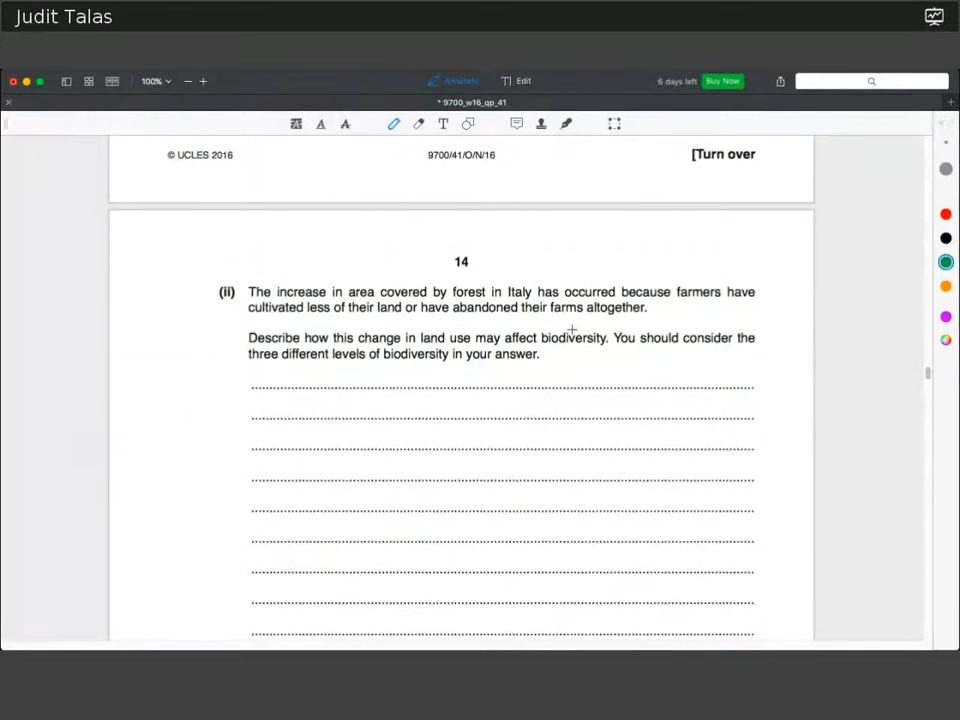 Judit Talas
100%
Annotate
Edit
6 days left
Buy Now
* 9700_w16_qp_41
© UCLES 2016
9700/41/O/N/16
[Turn over
14
(ii) The increase in area covered by forest in Italy has occurred because farmers have
cultivated less of their land or have abandoned their farms altogether.
Describe how this change in land use may affect biodiversity. You should consider the
three different levels of biodiversity in your answer.